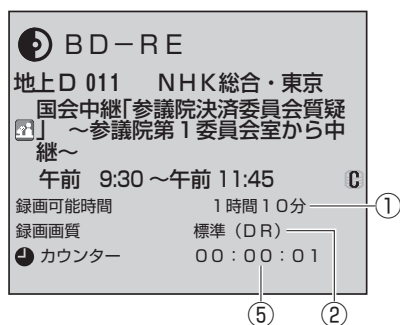 BD－RE
地上D 011　NHK総合・東京
国会中継｢参議院決済委員会質疑
｣　～参議院第１委員会室から中
継～
午前　9:30 ～午前 11:45　C
録画可能時間　１時間１０分　①
録画画質　標準（DR）　②
カウンター　００：００：０１
⑤